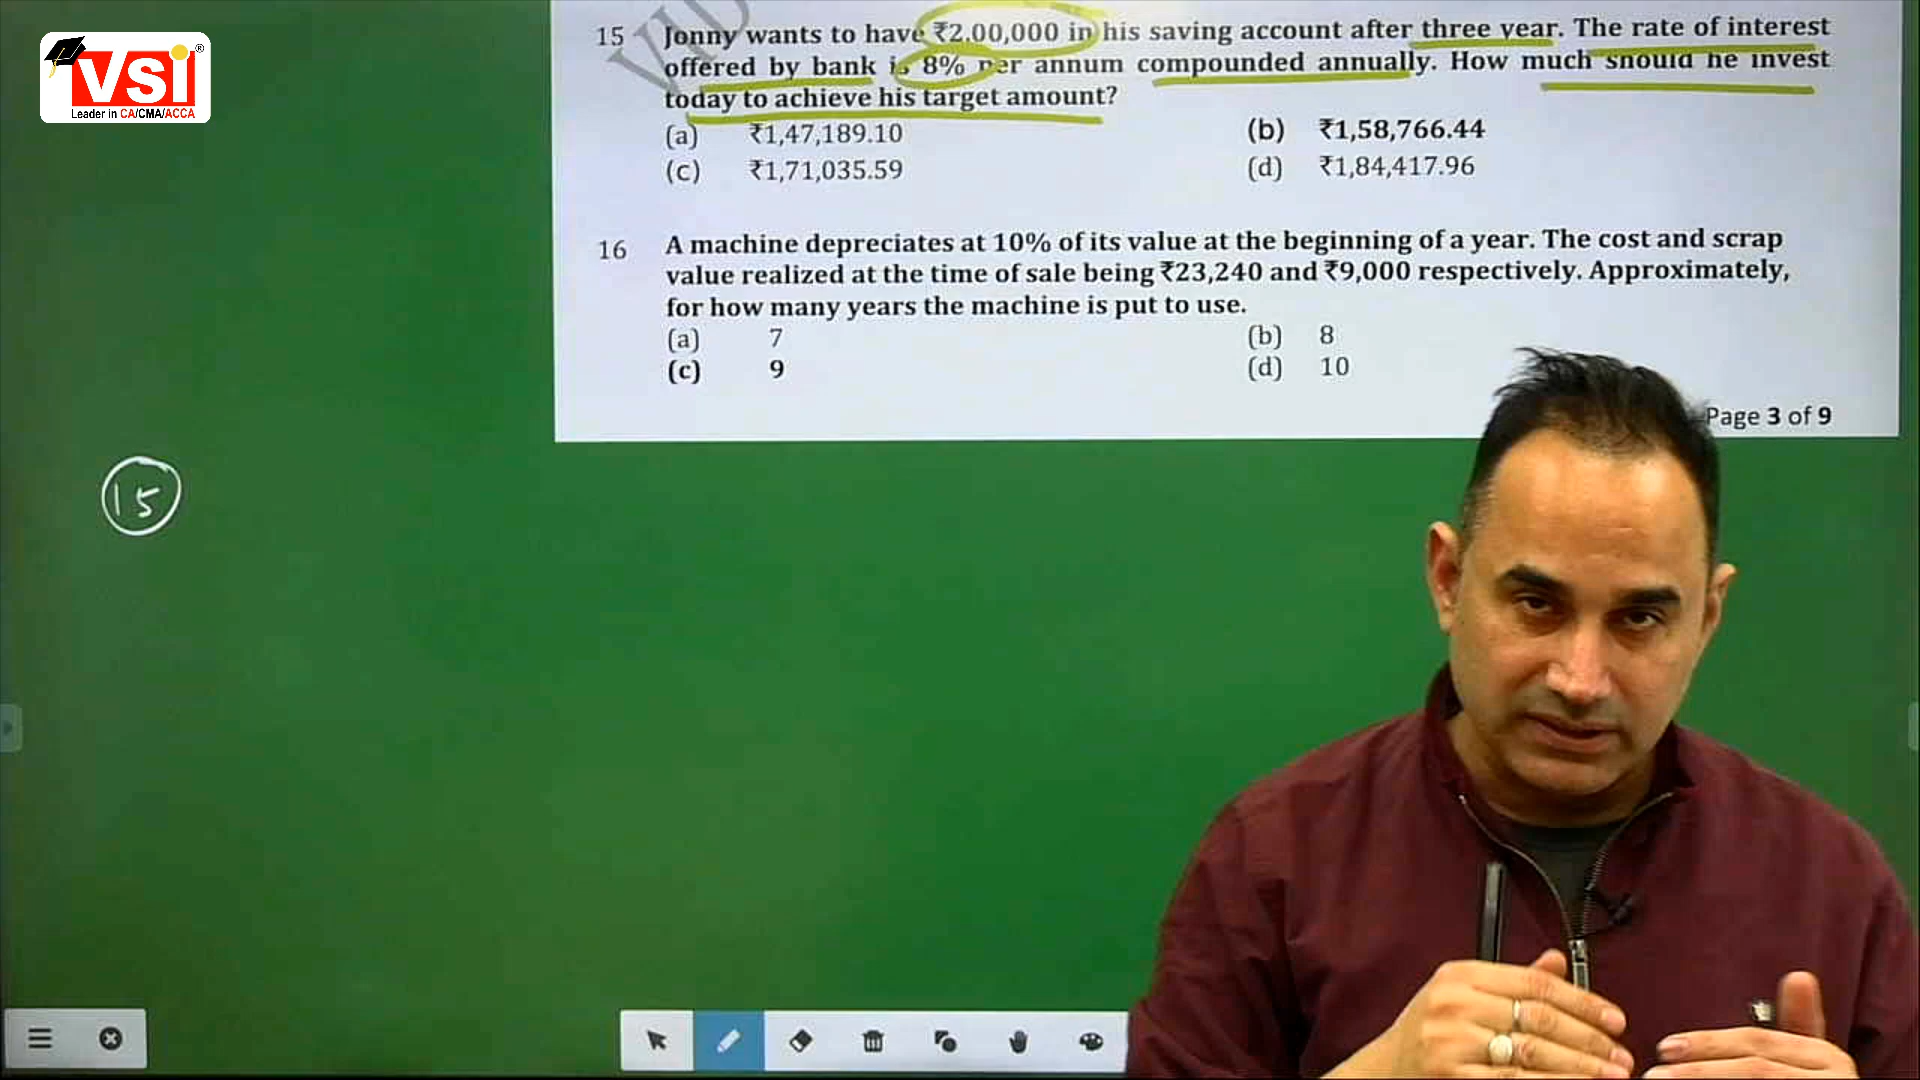 VSI®
Leader in CA/CMA/ACCA
15 Jonny wants to have ₹2,00,000 in his saving account after three year. The rate of interest
offered by bank is 8% per annum compounded annually. How much should he invest
today to achieve his target amount?
(a) ₹1,47,189.10 (b) ₹1,58,766.44
(c) ₹1,71,035.59 (d) ₹1,84,417.96
16 A machine depreciates at 10% of its value at the beginning of a year. The cost and scrap
value realized at the time of sale being ₹23,240 and ₹9,000 respectively. Approximately,
for how many years the machine is put to use.
(a) 7 (b) 8
(c) 9 (d) 10
Page 3 of 9
15